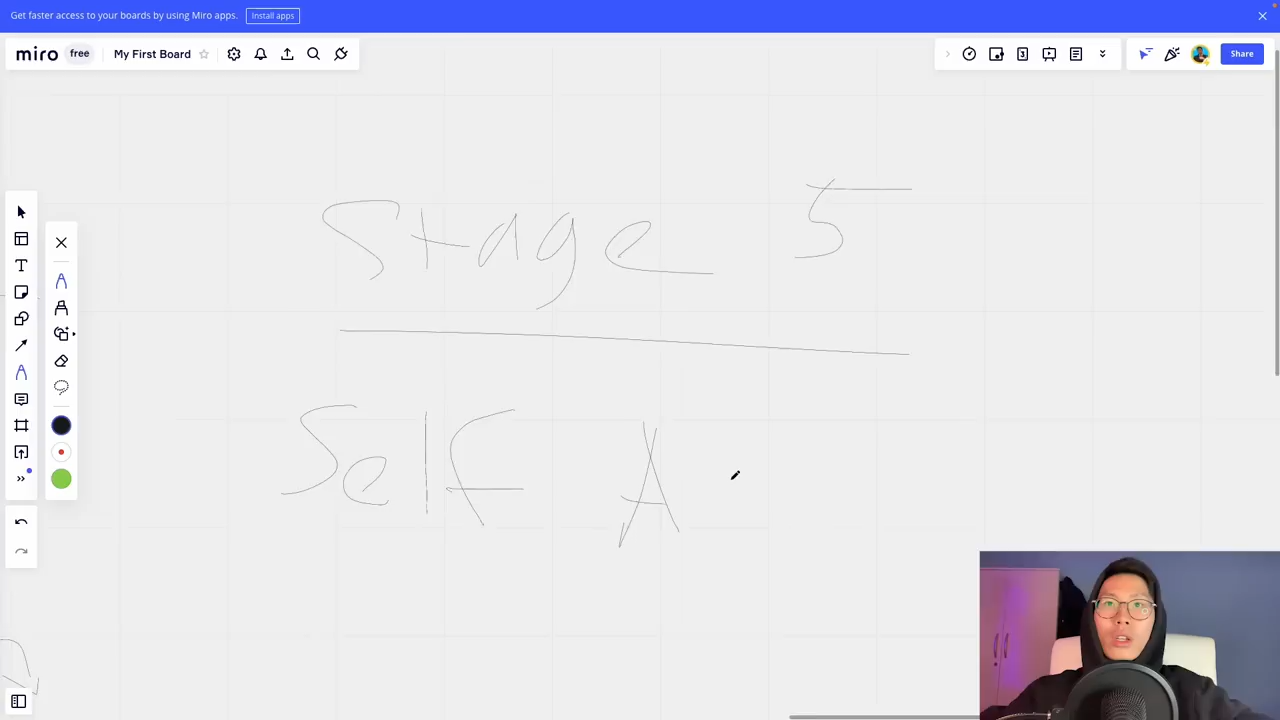 Get faster access to your boards by using Miro apps. Install apps
miro free My First Board 3 Share
Stage 5
Self A
T